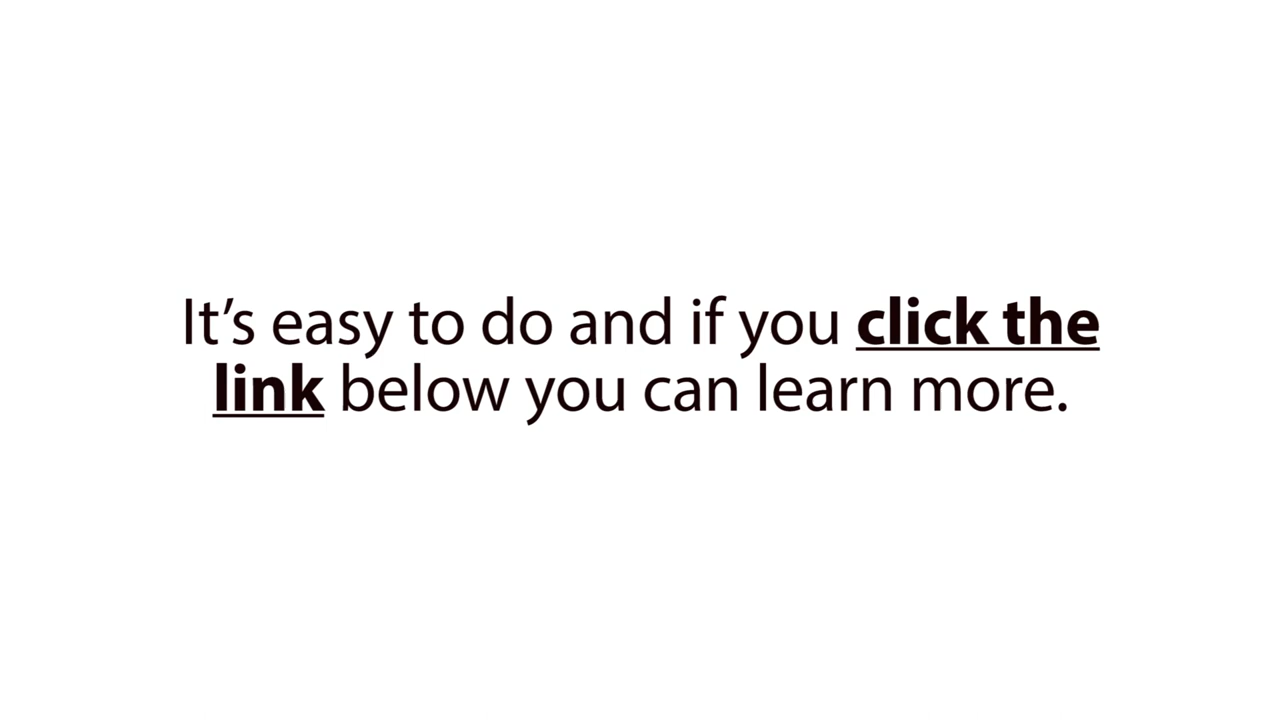 It’s easy to do and if you click the
link below you can learn more.